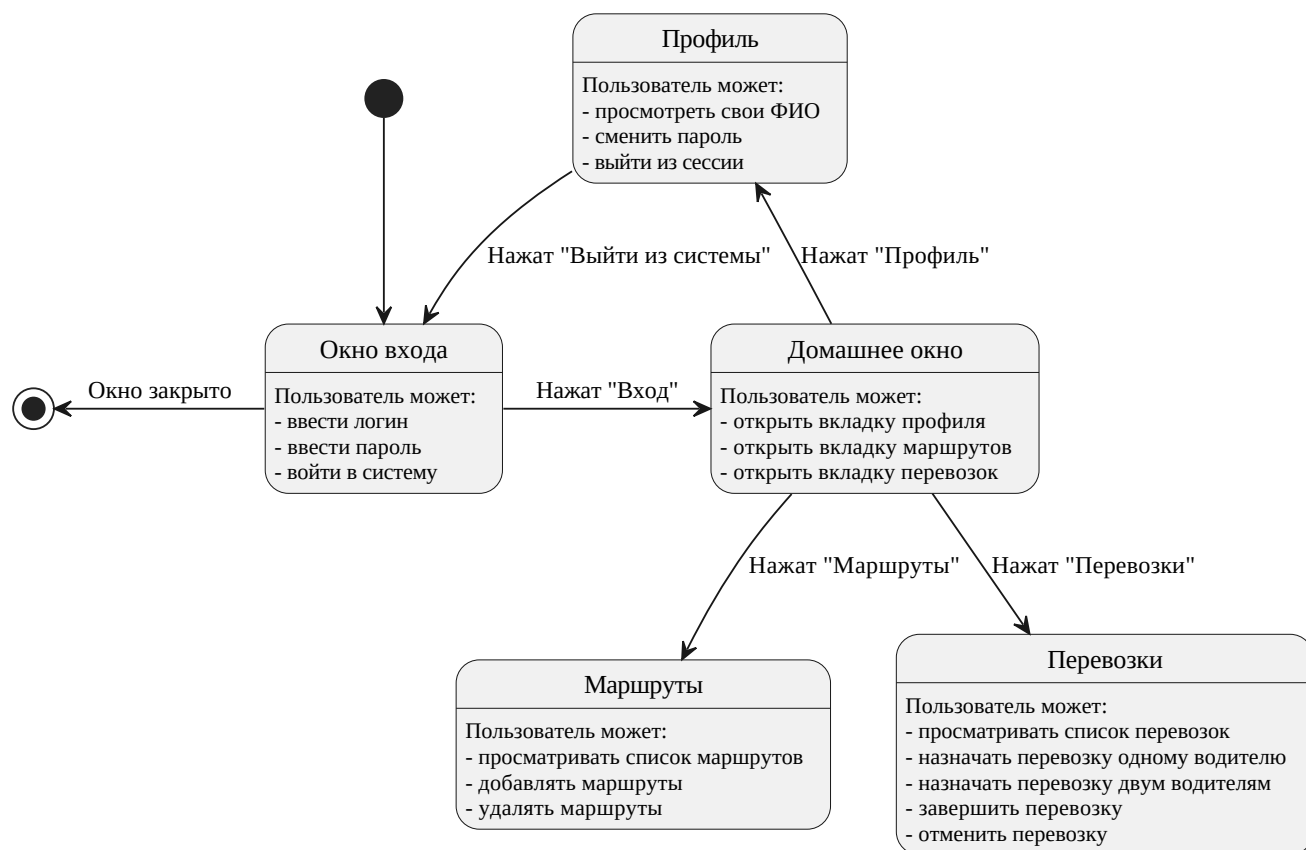 Профиль
Пользователь может:
- просмотреть свои ФИО
- сменить пароль
- выйти из сессии
Нажат "Выйти из системы"
Нажат "Профиль"
Окно входа
Пользователь может:
- ввести логин
- ввести пароль
- войти в систему
Окно закрыто
Нажат "Вход"
Домашнее окно
Пользователь может:
- открыть вкладку профиля
- открыть вкладку маршрутов
- открыть вкладку перевозок
Нажат "Маршруты"
Нажат "Перевозки"
Маршруты
Пользователь может:
- просматривать список маршрутов
- добавлять маршруты
- удалять маршруты
Перевозки
Пользователь может:
- просматривать список перевозок
- назначать перевозку одному водителю
- назначать перевозку двум водителям
- завершить перевозку
- отменить перевозку